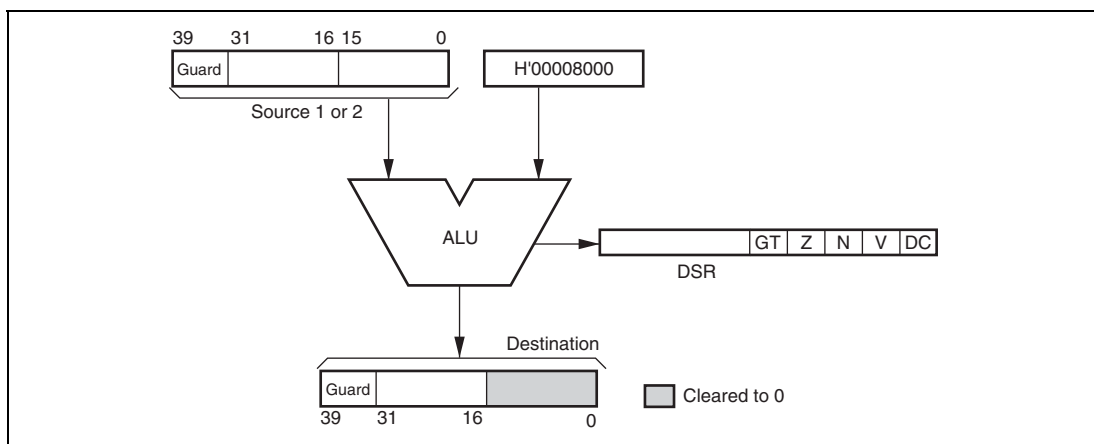 39 31 16 15 0
Guard
H'00008000
Source 1 or 2
ALU
GT Z N V DC
DSR
Destination
Guard
Cleared to 0
39 31 16 0